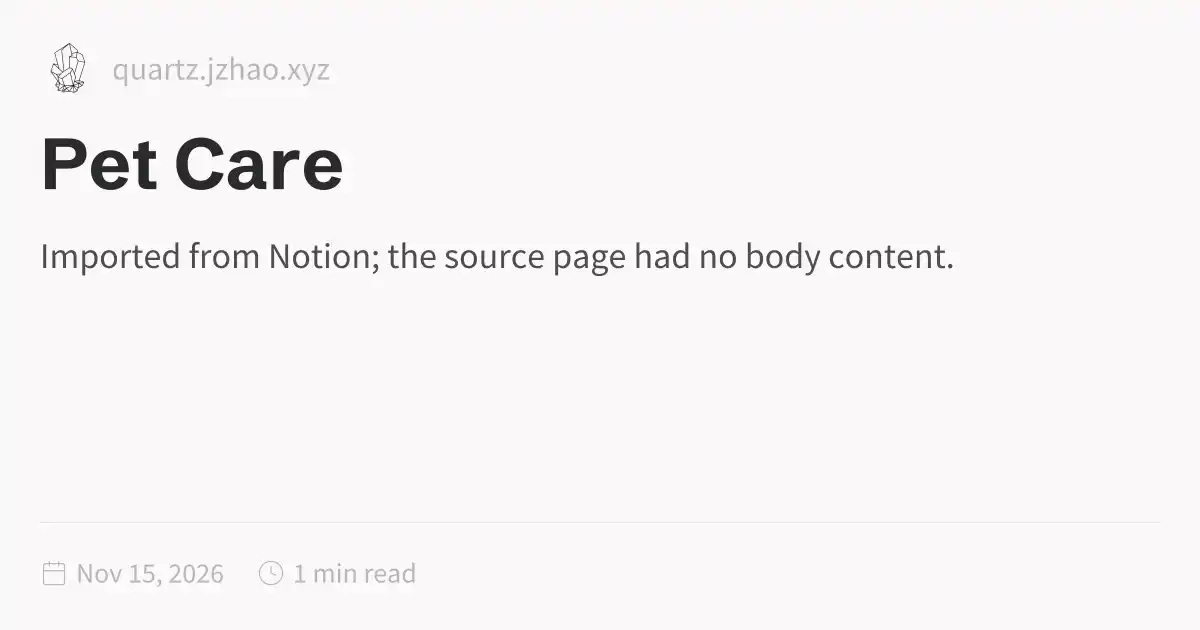 quartz.jzhao.xyz
Pet Care
Imported from Notion; the source page had no body content.
Nov 15, 2026 1 min read